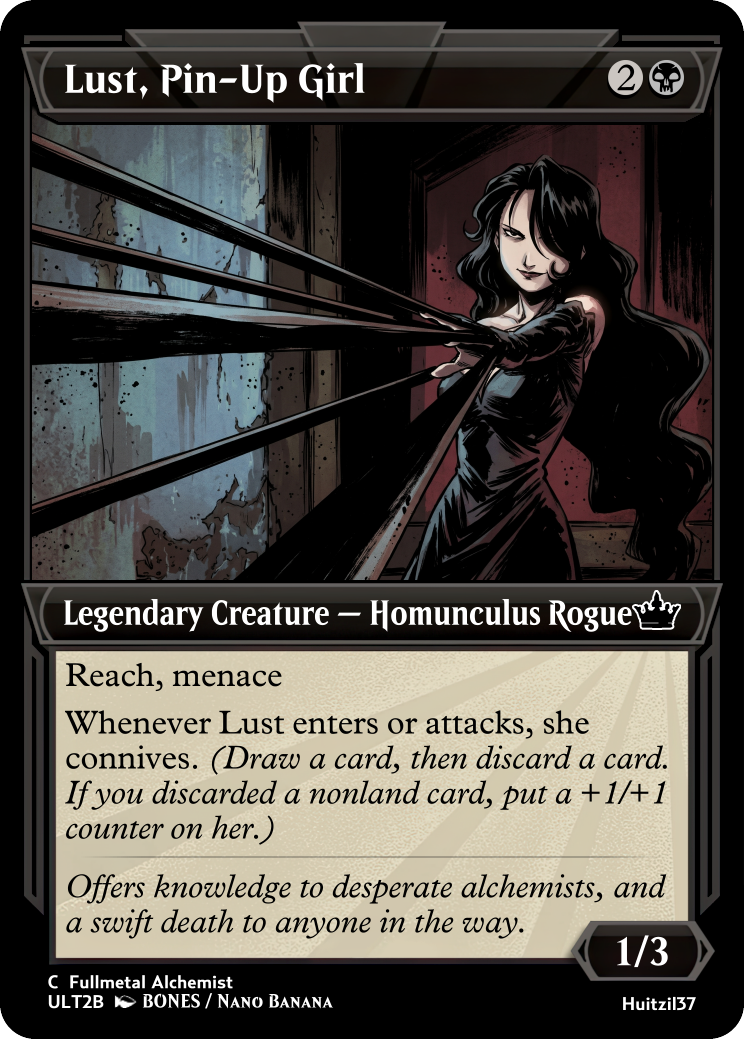 Lust, Pin-Up Girl 2
Legendary Creature — Homunculus Rogue
Reach, menace
Whenever Lust enters or attacks, she
connives. (Draw a card, then discard a card.
If you discarded a nonland card, put a +1/+1
counter on her.)
Offers knowledge to desperate alchemists, and
a swift death to anyone in the way.
1/3
C Fullmetal Alchemist
ULT2B BONES / Nano Banana
Huitzil37